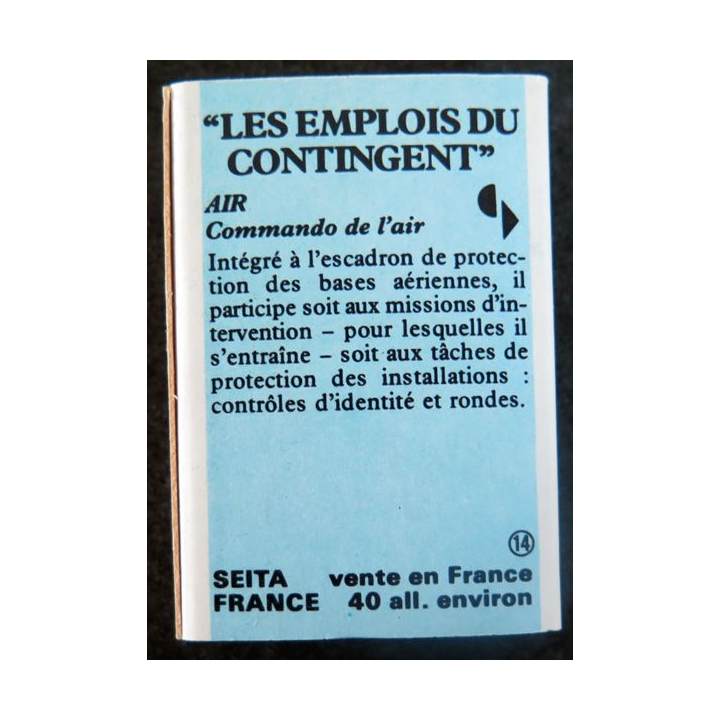 “LES EMPLOIS DU
CONTINGENT”
AIR
Commando de l’air
Intégré à l’escadron de protec-
tion des bases aériennes, il
participe soit aux missions d’in-
tervention – pour lesquelles il
s’entraîne – soit aux tâches de
protection des installations :
contrôles d’identité et rondes.
14
SEITA vente en France
FRANCE 40 all. environ